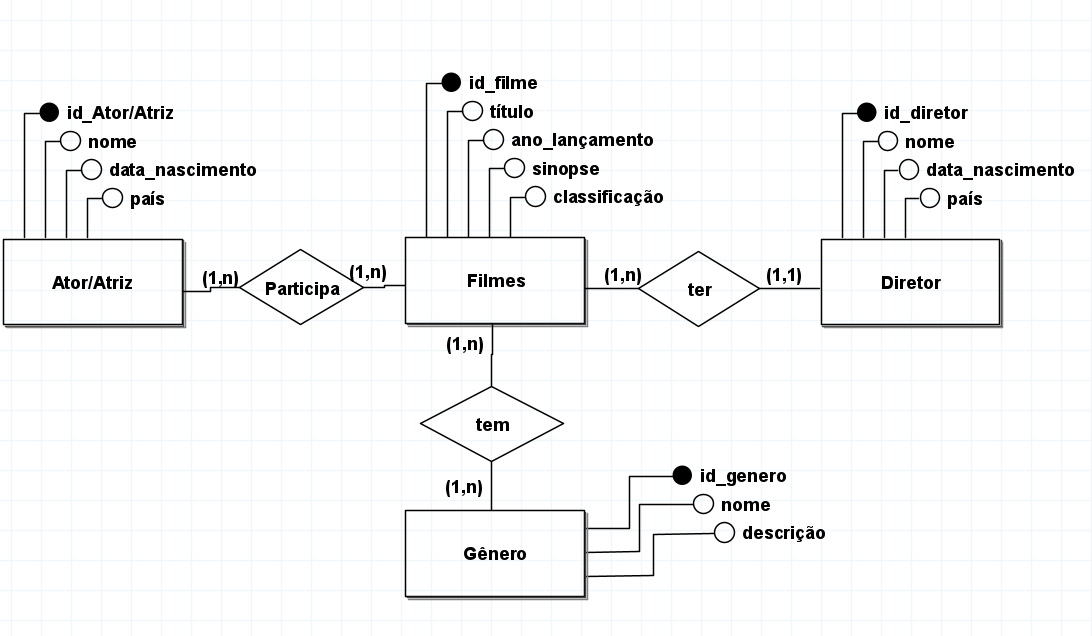 id_Ator/Atriz
nome
data_nascimento
país
Ator/Atriz
(1,n)
Participa
(1,n)
id_filme
título
ano_lançamento
sinopse
classificação
Filmes
(1,n)
ter
(1,1)
id_diretor
nome
data_nascimento
país
Diretor
(1,n)
tem
(1,n)
Gênero
id_genero
nome
descrição